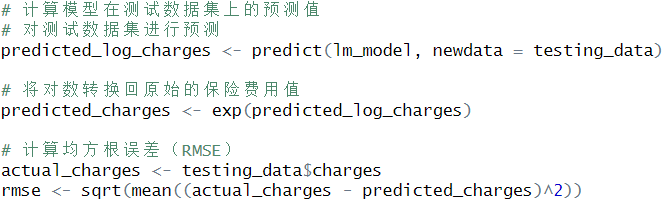 # 计算模型在测试数据集上的预测值
# 对测试数据集进行预测
predicted_log_charges <- predict(lm_model, newdata = testing_data)
# 将对数转换回原始的保险费用值
predicted_charges <- exp(predicted_log_charges)
# 计算均方根误差（RMSE）
actual_charges <- testing_data$charges
rmse <- sqrt(mean((actual_charges - predicted_charges)^2))